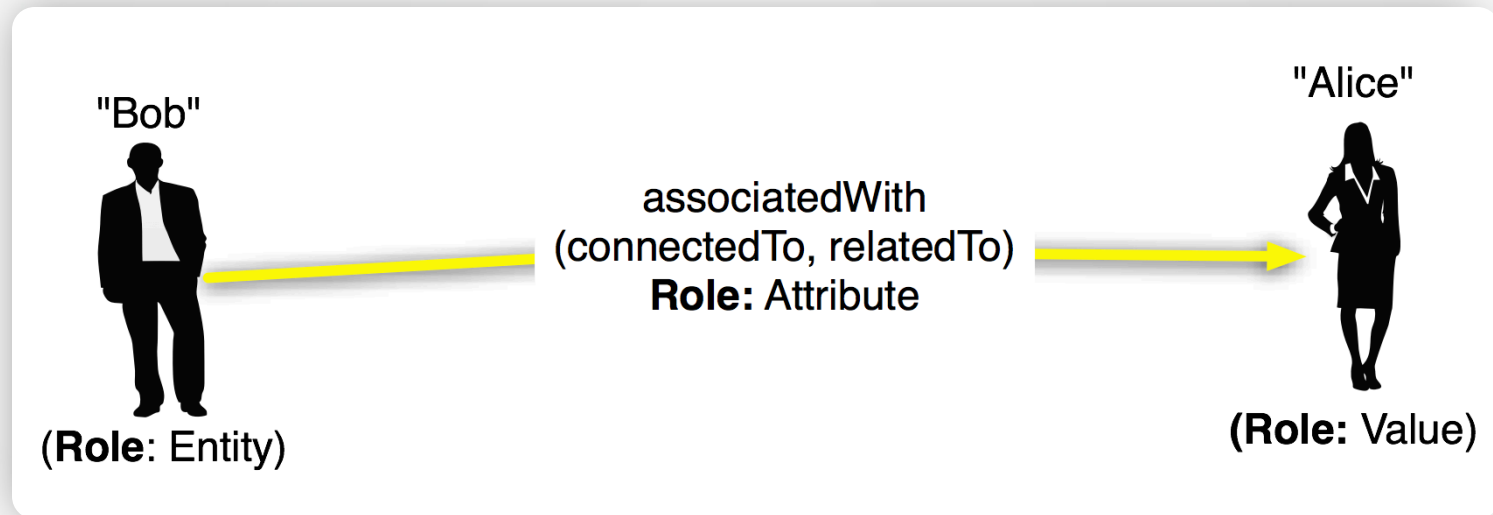 "Bob"
(Role: Entity)
associatedWith
(connectedTo, relatedTo)
Role: Attribute
"Alice"
(Role: Value)